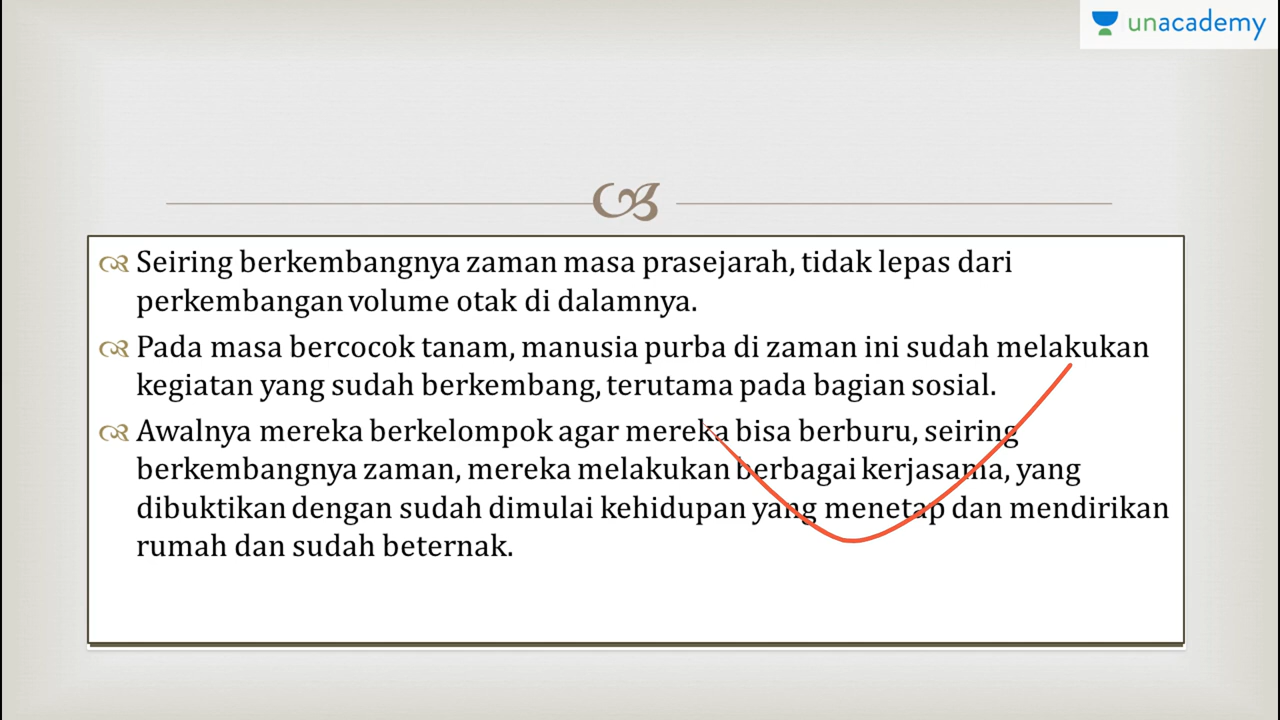 unacademy
Seiring berkembangnya zaman masa prasejarah, tidak lepas dari
perkembangan volume otak di dalamnya.
Pada masa bercocok tanam, manusia purba di zaman ini sudah melakukan
kegiatan yang sudah berkembang, terutama pada bagian sosial.
Awalnya mereka berkelompok agar mereka bisa berburu, seiring
berkembangnya zaman, mereka melakukan berbagai kerjasama, yang
dibuktikan dengan sudah dimulai kehidupan yang menetap dan mendirikan
rumah dan sudah beternak.